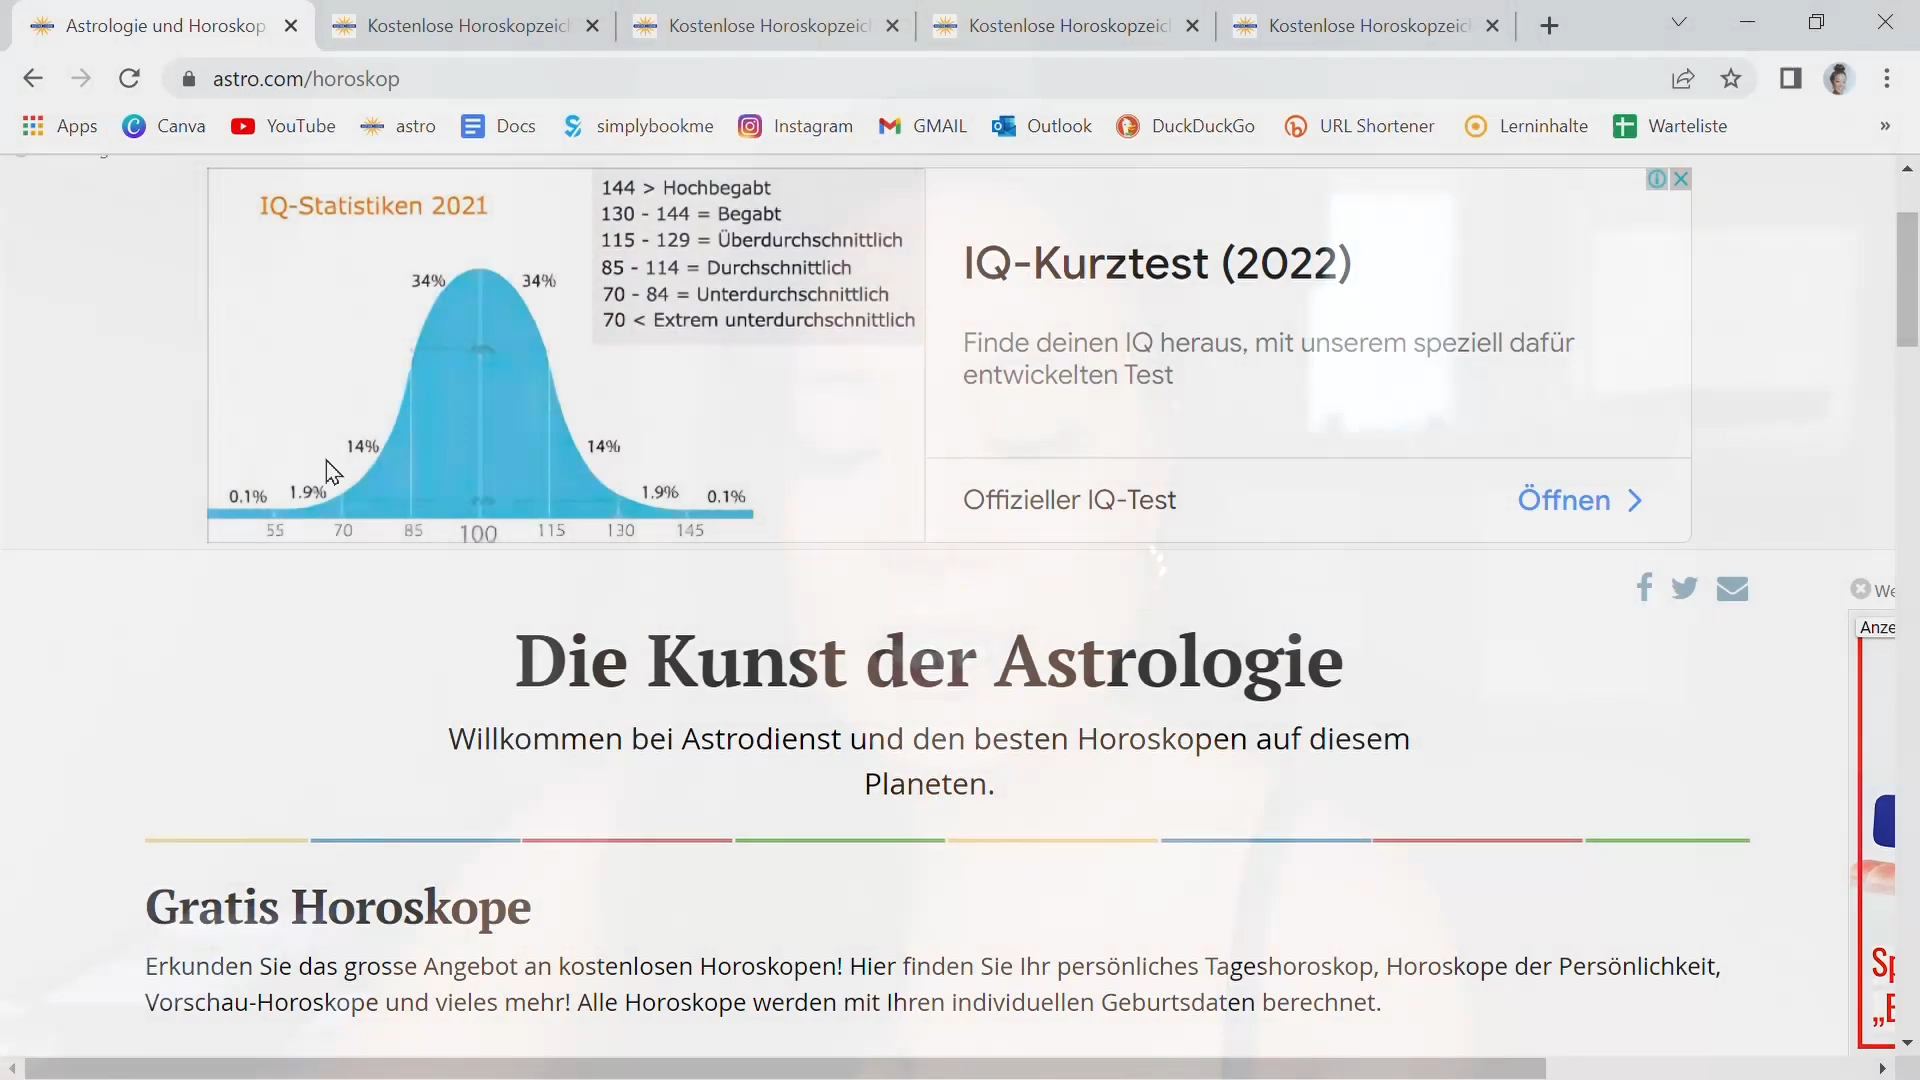 Astrologie und Horoskop
Kostenlose Horoskopzeic
Kostenlose Horoskopzeic
Kostenlose Horoskopzeic
Kostenlose Horoskopzeic
astro.com/horoskop
Apps Canva YouTube astro Docs simplybookme Instagram GMAIL Outlook DuckDuckGo URL Shortener Lerninhalte Warteliste »
IQ-Statistiken 2021
144 > Hochbegabt
130 - 144 = Begabt
115 - 129 = Überdurchschnittlich
85 - 114 = Durchschnittlich
70 - 84 = Unterdurchschnittlich
70 < Extrem unterdurchschnittlich
34% 34%
14% 14%
0.1% 1.9% 1.9% 0.1%
55 70 85 100 115 130 145
IQ-Kurztest (2022)
Finde deinen IQ heraus, mit unserem speziell dafür
entwickelten Test
Offizieller IQ-Test Öffnen
We
Anze
Die Kunst der Astrologie
Willkommen bei Astrodienst und den besten Horoskopen auf diesem
Planeten.
Gratis Horoskope
Erkunden Sie das grosse Angebot an kostenlosen Horoskopen! Hier finden Sie Ihr persönliches Tageshoroskop, Horoskope der Persönlichkeit,
Vorschau-Horoskope und vieles mehr! Alle Horoskope werden mit Ihren individuellen Geburtsdaten berechnet.
Sp
„E